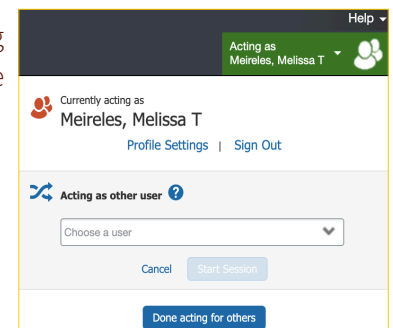 Help
g
e
Acting as
Meireles, Melissa T
Currently acting as
Meireles, Melissa T
Profile Settings | Sign Out
Acting as other user ?
Choose a user
Cancel Start Session
Done acting for others